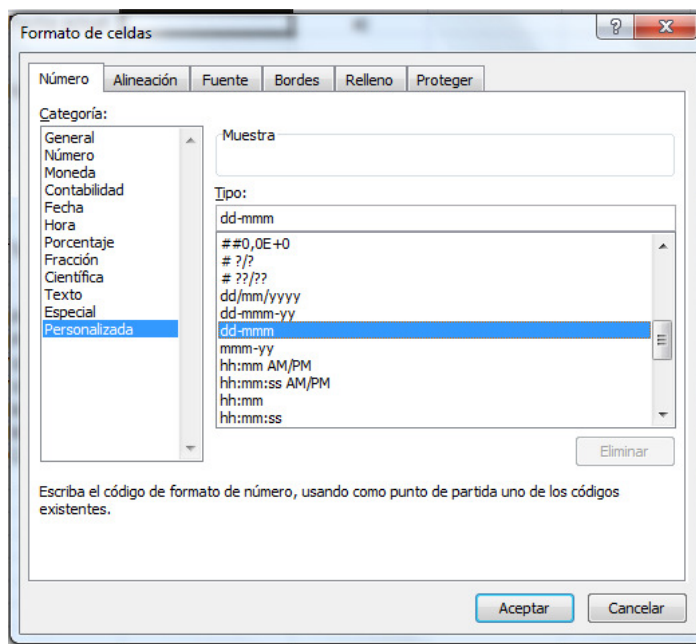 Formato de celdas
Número Alineación Fuente Bordes Relleno Proteger
Categoría:
General
Número
Moneda
Contabilidad
Fecha
Hora
Porcentaje
Fracción
Científica
Texto
Especial
Personalizada
Muestra
Tipo:
dd-mmm
##0,0E+0
# ?/?
# ??/??
dd/mm/yyyy
dd-mmm-yy
dd-mmm
mmm-yy
hh:mm AM/PM
hh:mm:ss AM/PM
hh:mm
hh:mm:ss
Eliminar
Escriba el código de formato de número, usando como punto de partida uno de los códigos
existentes.
Aceptar Cancelar